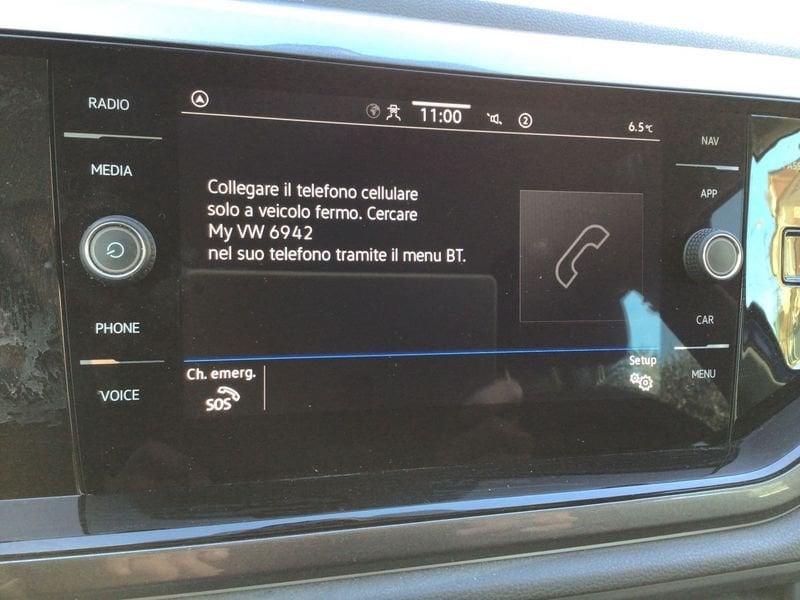 RADIO
MEDIA
PHONE
VOICE
11:00
2
6.5°C
Collegare il telefono cellulare
solo a veicolo fermo. Cercare
My VW 6942
nel suo telefono tramite il menu BT.
Ch. emerg.
SOS
Setup
NAV
APP
CAR
MENU